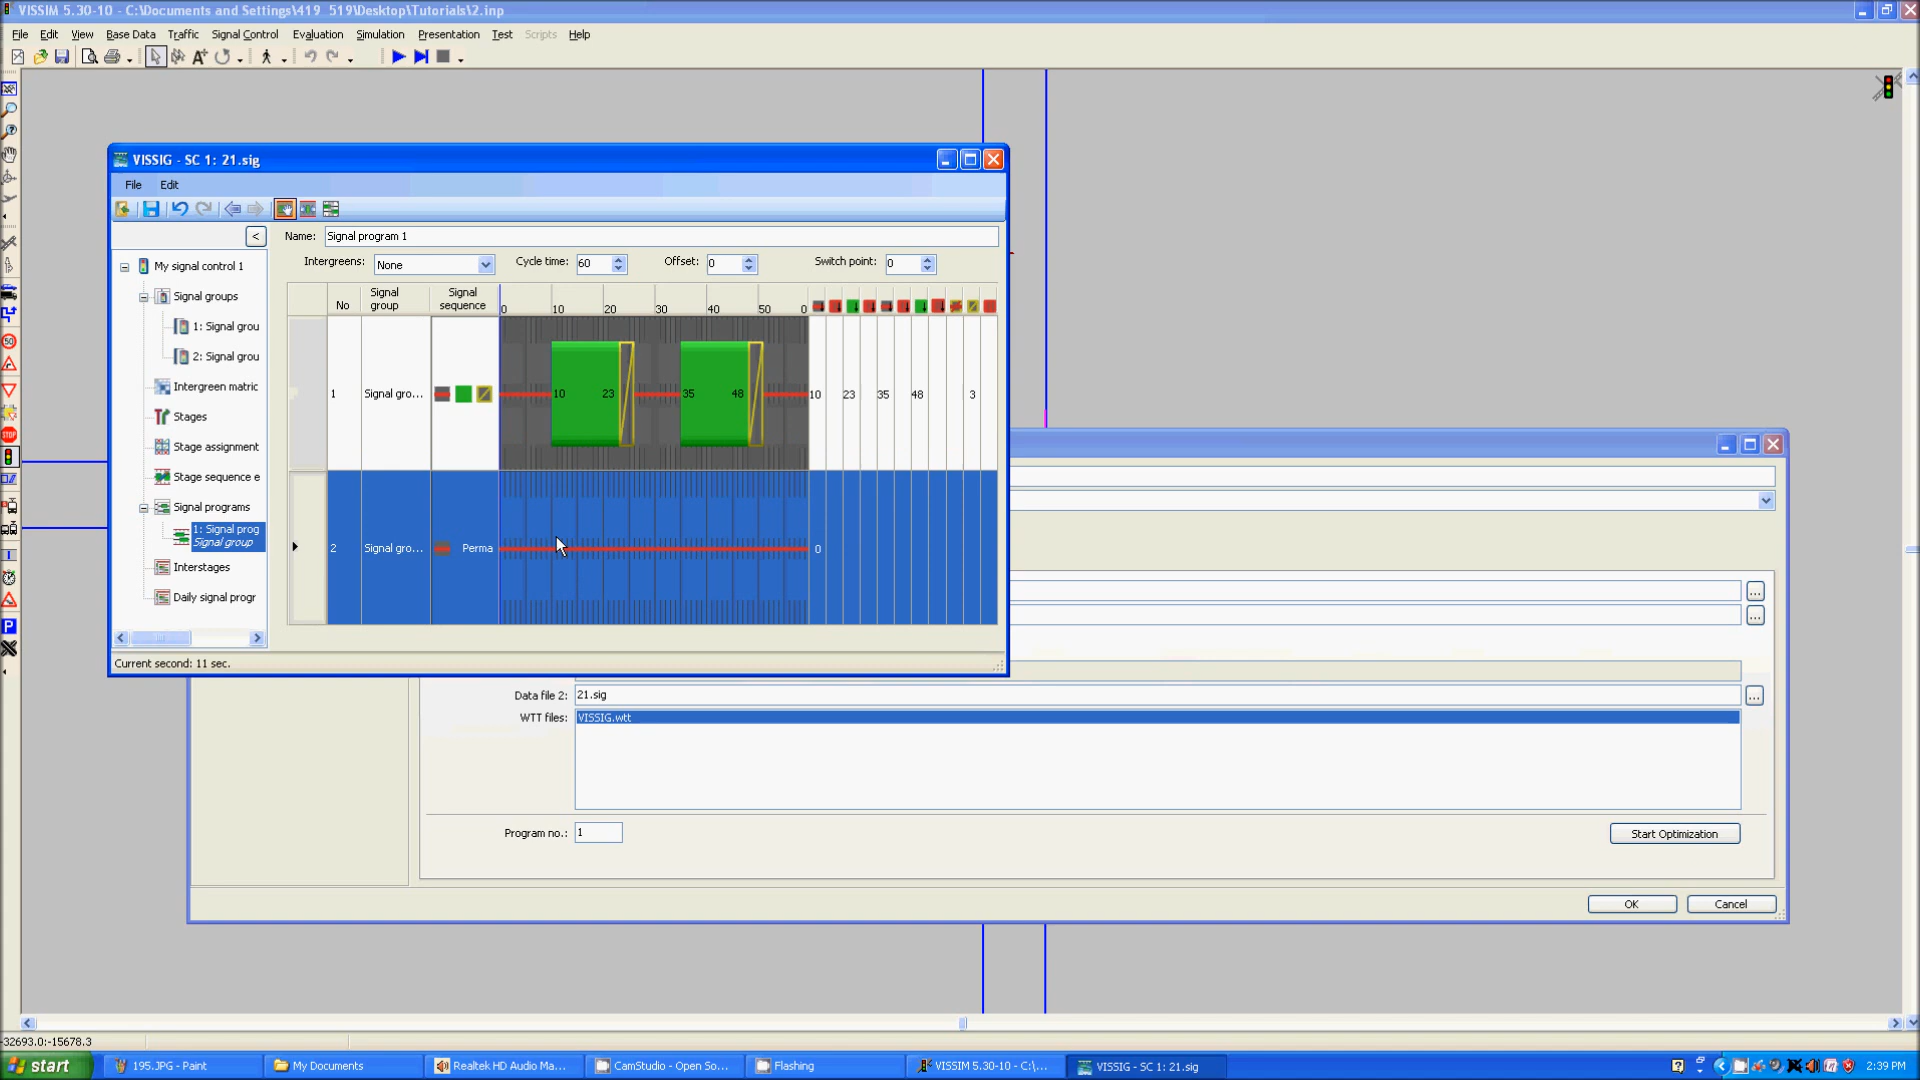 VISSIM 5.30-10 - C:\Documents and Settings\419 519\Desktop\Tutorials\2.inp
File Edit View Base Data Traffic Signal Control Evaluation Simulation Presentation Test Scripts Help
VISSIG - SC 1: 21.sig
File Edit
< Name: Signal program 1
Intergreens: None Cycle time: 60 Offset: 0 Switch point: 0
My signal control 1
Signal groups
1: Signal grou
2: Signal grou
Intergreen matric
Stages
Stage assignment
Stage sequence e
Signal programs
1: Signal prog
Signal group
Interstages
Daily signal progr
No Signal group Signal sequence 0 10 20 30 40 50 0
1 Signal gro... 10 23 35 48 10 23 35 48 3
2 Signal gro... Perma 0
Current second: 11 sec.
Data file 2: 21.sig ...
WTT files: VISSIG.wtt
Program no.: 1 Start Optimization
OK Cancel
-32693.0:-15678.3
start 195.JPG - Paint My Documents Realtek HD Audio Ma... CamStudio - Open So... Flashing VISSIM 5.30-10 - C:\... VISSIG - SC 1: 21.sig 2:39 PM